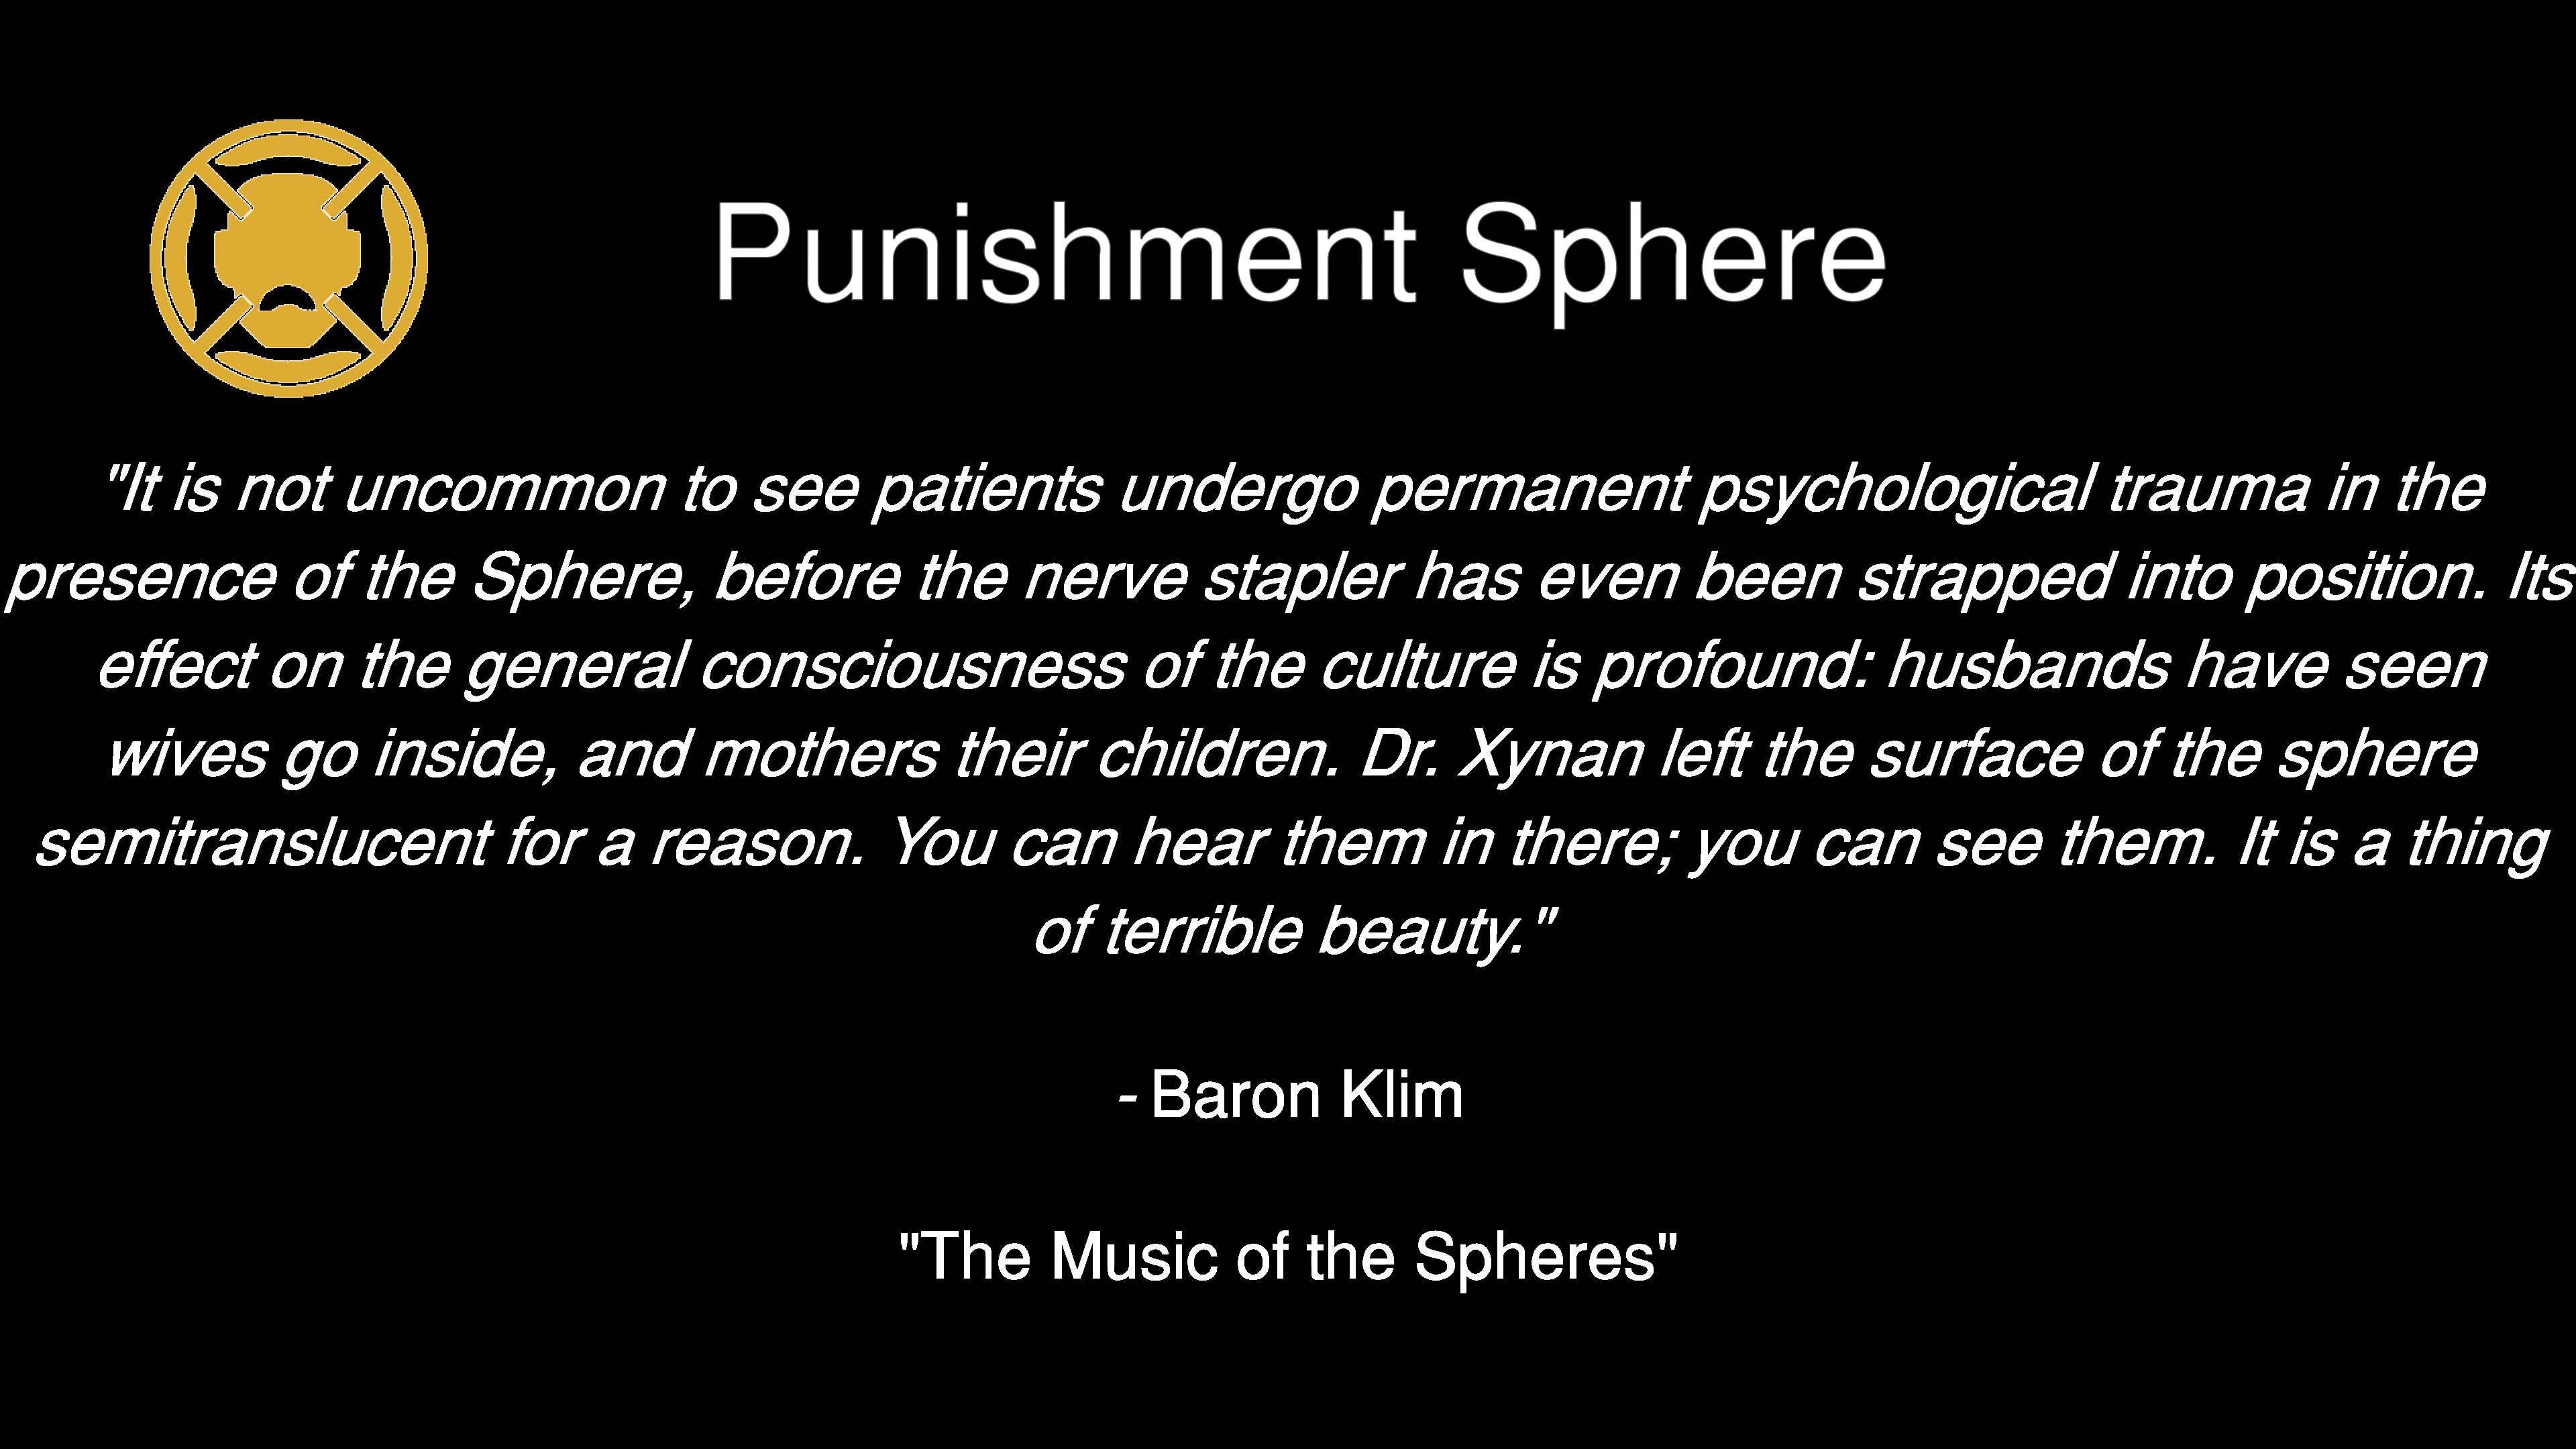 Punishment Sphere
"It is not uncommon to see patients undergo permanent psychological trauma in the
presence of the Sphere, before the nerve stapler has even been strapped into position. Its
effect on the general consciousness of the culture is profound: husbands have seen
wives go inside, and mothers their children. Dr. Xynan left the surface of the sphere
semitranslucent for a reason. You can hear them in there; you can see them. It is a thing
of terrible beauty."
- Baron Klim
"The Music of the Spheres"